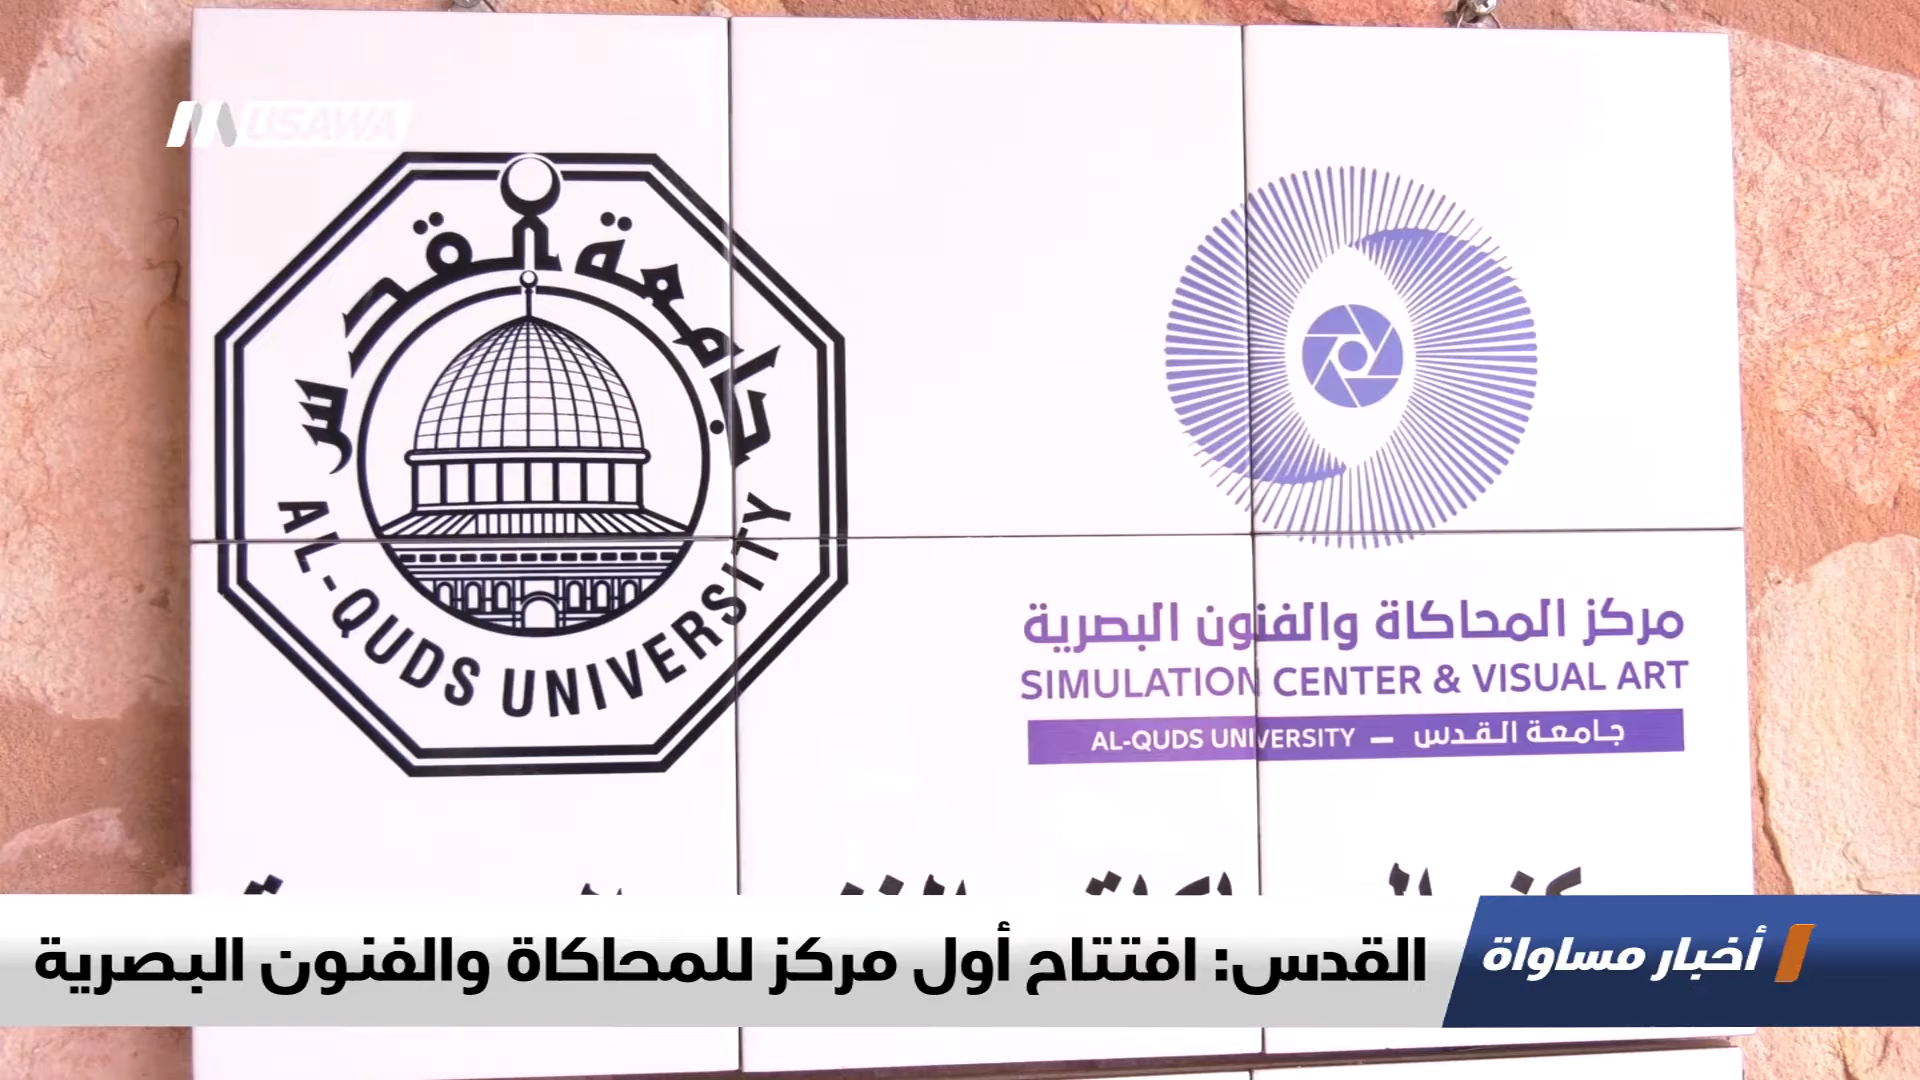 MUSAWA
جامعة القدس
AL-QUDS UNIVERSITY
مركز المحاكاة والفنون البصرية
SIMULATION CENTER & VISUAL ART
AL-QUDS UNIVERSITY – جامعة القدس
أخبار مساواة
القدس: افتتاح أول مركز للمحاكاة والفنون البصرية